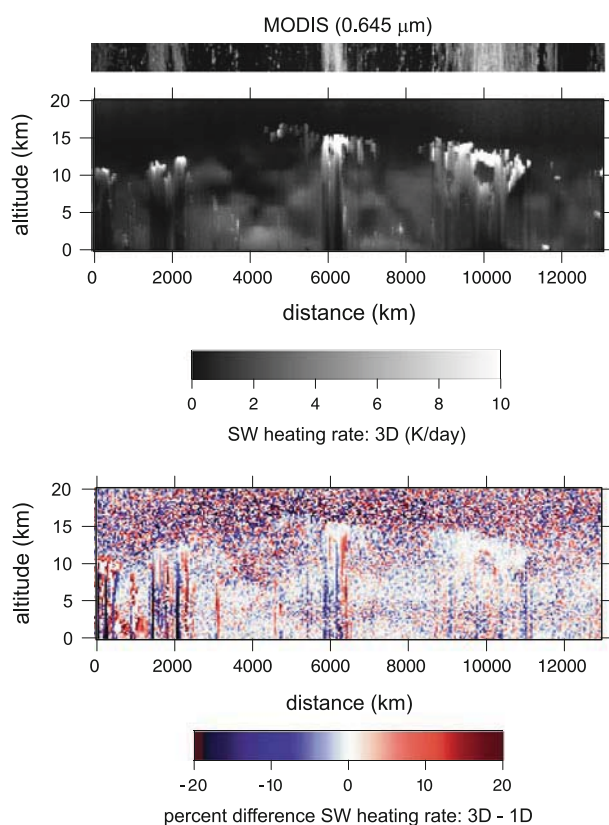 MODIS (0.645 μm)
20
15
10
5
0
altitude (km)
0 2000 4000 6000 8000 10000 12000
distance (km)
0 2 4 6 8 10
SW heating rate: 3D (K/day)
20
15
10
5
0
altitude (km)
0 2000 4000 6000 8000 10000 12000
distance (km)
-20 -10 0 10 20
percent difference SW heating rate: 3D - 1D